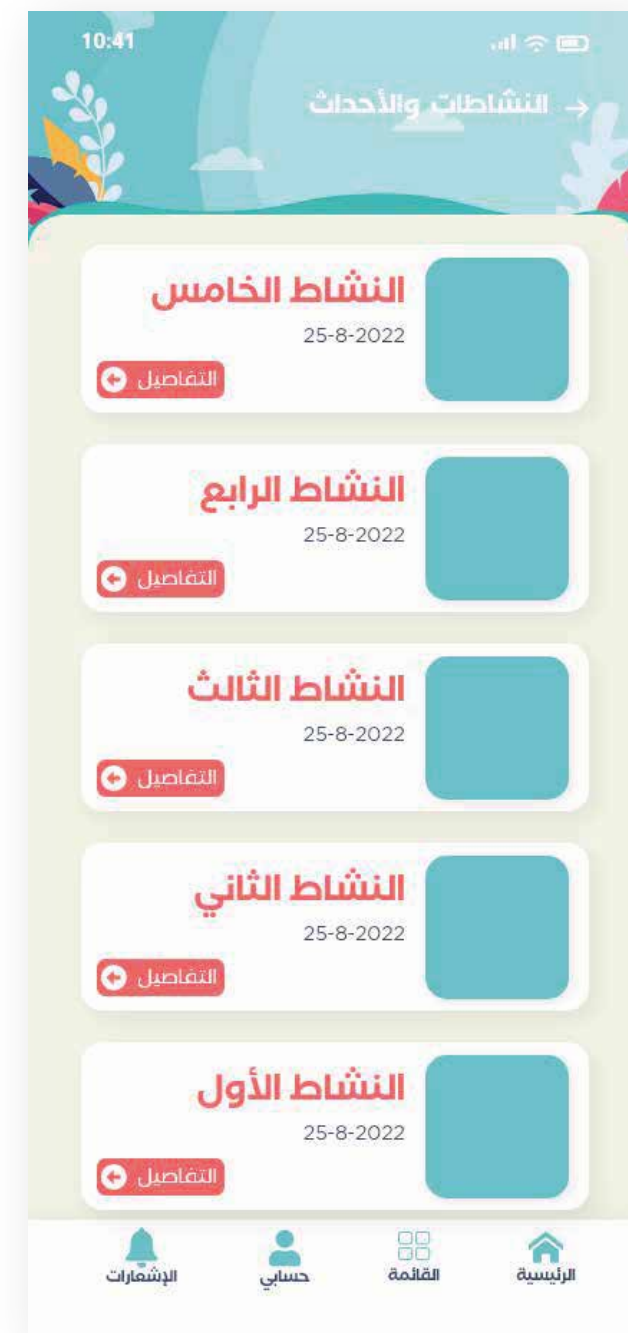 10:41
النشاطات والأحداث
النشاط الخامس
25-8-2022
التفاصيل
النشاط الرابع
25-8-2022
التفاصيل
النشاط الثالث
25-8-2022
التفاصيل
النشاط الثاني
25-8-2022
التفاصيل
النشاط الأول
25-8-2022
التفاصيل
الرئيسية القائمة حسابي الإشعارات